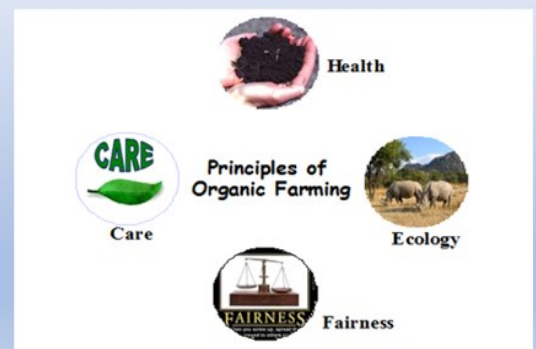 Health
CARE
Principles of
Organic Farming
Care
Ecology
FAIRNESS
Fairness